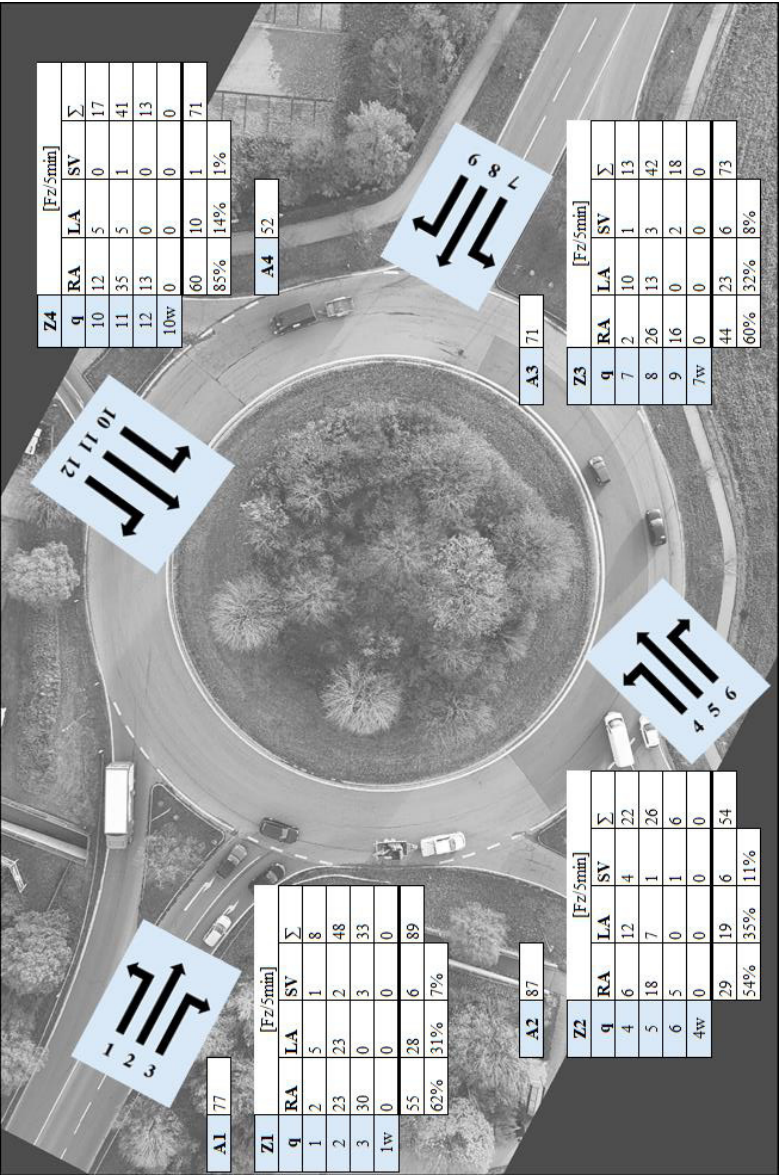 1 2 3
A1 77
Z1 [Fz/5min]
q RA LA SV Σ
1 2 5 1 8
2 23 23 2 48
3 30 0 3 33
1w 0 0 0 0
55 28 6 89
62% 31% 7%
12 11 10
Z4 [Fz/5min]
q RA LA SV Σ
10 12 5 0 17
11 35 5 1 41
12 13 0 0 13
10w 0 0 0 0
60 10 1 71
85% 14% 1%
A4 52
A2 87
Z2 [Fz/5min]
q RA LA SV Σ
4 6 12 4 22
5 18 7 1 26
6 5 0 1 6
4w 0 0 0 0
29 19 6 54
54% 35% 11%
4 5 6
9 8 7
A3 71
Z3 [Fz/5min]
q RA LA SV Σ
7 2 10 1 13
8 26 13 3 42
9 16 0 2 18
7w 0 0 0 0
44 23 6 73
60% 32% 8%